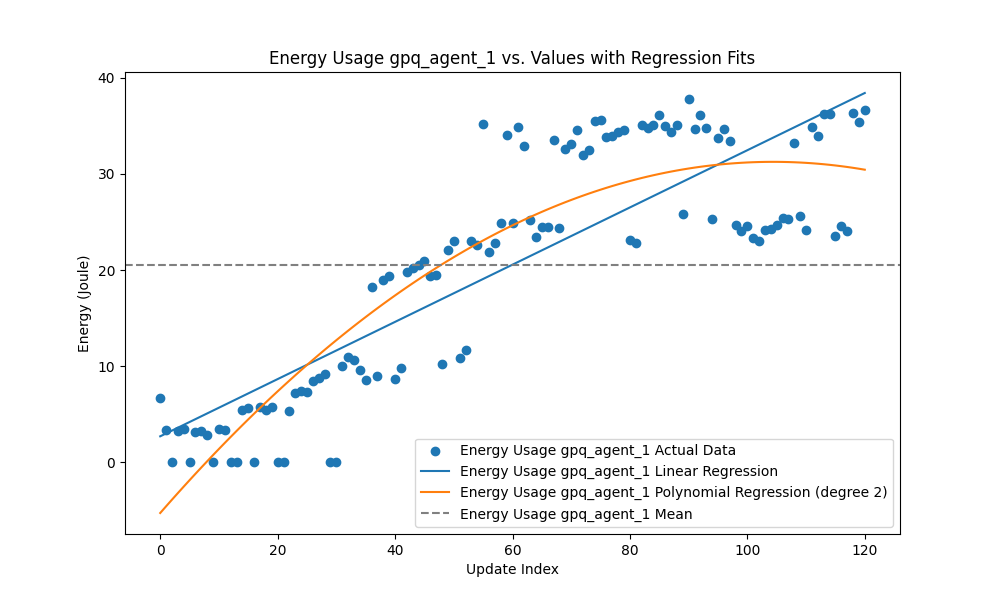 Energy Usage gpq_agent_1 vs. Values with Regression Fits
Energy (Joule)
40
30
20
10
0
Energy Usage gpq_agent_1 Actual Data
Energy Usage gpq_agent_1 Linear Regression
Energy Usage gpq_agent_1 Polynomial Regression (degree 2)
Energy Usage gpq_agent_1 Mean
0 20 40 60 80 100 120
Update Index